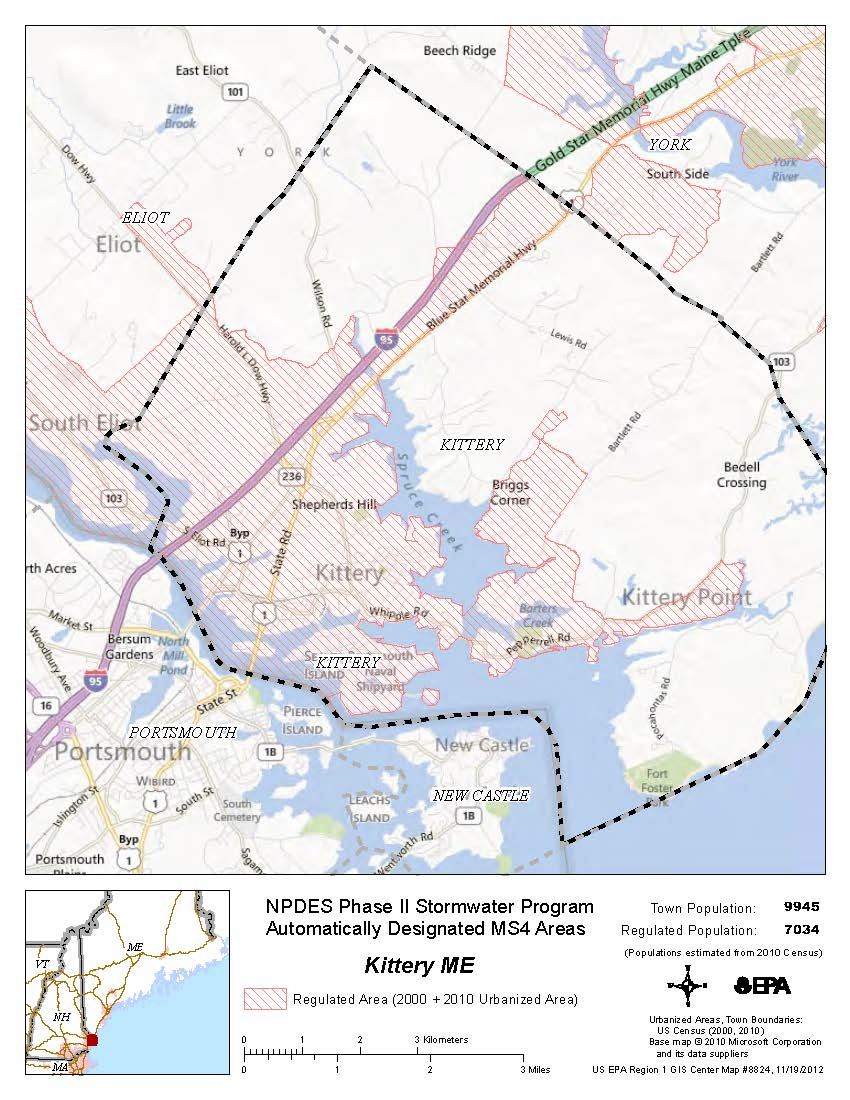 Beech Ridge
East Eliot
101
Little
Brook
Gold Star Memorial Hwy Maine Tpke
Y O R K
YORK
York
River
South Side
Dow Hwy
ELIOT
Eliot
1
Bartlett Rd
Wilson Rd
Blue Star Memorial Hwy
95
Lewis Rd
Harold L Dow Hwy
103
South Eliot
KITTERY
Bartlett Rd
Spruce Creek
236
Briggs
Corner
Bedell
Crossing
103
Shepherds Hill
S Eliot Rd
Byp
1
State Rd
rth Acres
Kittery
Kittery Point
Barters
Creek
1
Whipple Rd
Market St
Bersum
Gardens
North
Mill
Pond
Pepperrell Rd
Woodbury Ave
KITTERY
ISLAND
Naval
Shipyard
95
State St
16
PIERCE
ISLAND
Pocahontas Rd
PORTSMOUTH
Portsmouth
1B
New Castle
WIBIRD
1
South St
Islington St
South
Cemetery
LEACHS
ISLAND
NEW CASTLE
1B
Fort
Foster
Park
Byp
1
Sagam
Wentworth Rd
Portsmouth
Plains
NPDES Phase II Stormwater Program
Automatically Designated MS4 Areas
Kittery ME
Regulated Area (2000 + 2010 Urbanized Area)
0 1 2 3 Kilometers
0 1 2 3 Miles
Town Population: 9945
Regulated Population: 7034
(Populations estimated from 2010 Census)
N
EPA
Urbanized Areas, Town Boundaries:
US Census (2000, 2010)
Base map © 2010 Microsoft Corporation
and its data suppliers
US EPA Region 1 GIS Center Map #8824, 11/19/2012
ME
VT
NH
MA